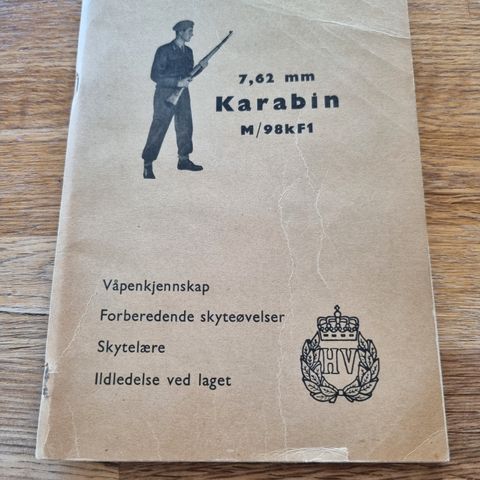 7,62 mm
Karabin
M/98kF1
Våpenkjennskap
Forberedende skyteøvelser
Skytelære
Ildledelse ved laget
HV